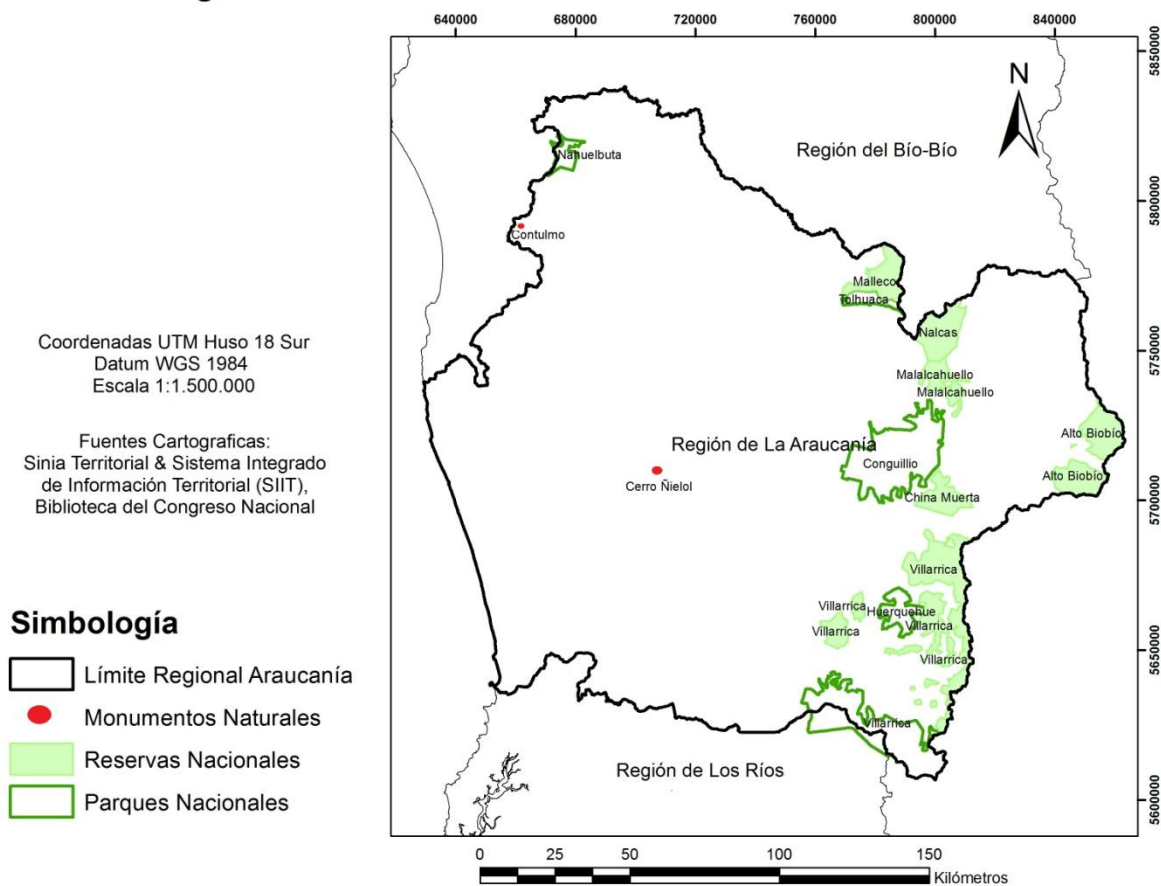 640000 680000 720000 760000 800000 840000
5850000
N
Región del Bío-Bío
Nahuelbuta
5800000
Contulmo
Malleco
Tolhuaca
Nalcas
5750000
Coordenadas UTM Huso 18 Sur
Datum WGS 1984
Escala 1:1.500.000
Malalcahuello
Malalcahuello
Alto Biobío
Región de La Araucanía
Fuentes Cartograficas:
Sinia Territorial & Sistema Integrado
de Información Territorial (SIIT),
Biblioteca del Congreso Nacional
Conguillio
Alto Biobío
Cerro Ñielol
China Muerta
5700000
Villarrica
Villarrica
Huerquehue
Villarrica
Villarrica
Villarrica
5650000
Villarrica
Región de Los Ríos
5600000
Simbología
Límite Regional Araucanía
Monumentos Naturales
Reservas Nacionales
Parques Nacionales
0 25 50 100 150
Kilómetros